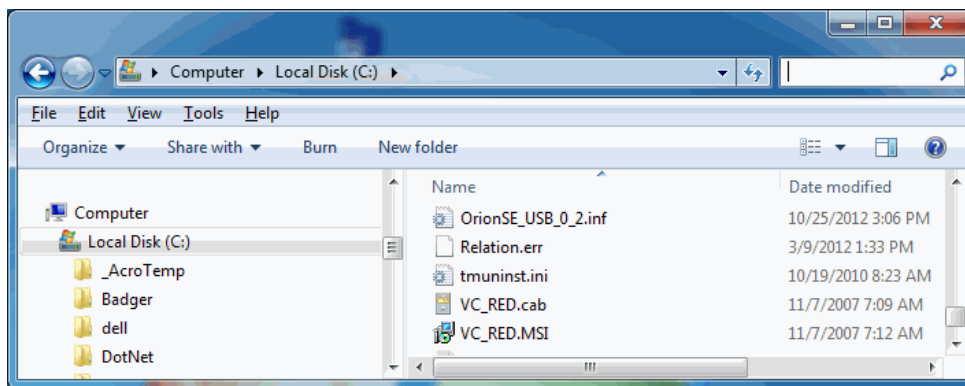 Computer Local Disk (C:)
File Edit View Tools Help
Organize Share with Burn New folder
Name Date modified
Computer
Local Disk (C:)
_AcroTemp
Badger
dell
DotNet
OrionSE_USB_0_2.inf 10/25/2012 3:06 PM
Relation.err 3/9/2012 1:33 PM
tmuninst.ini 10/19/2010 8:23 AM
VC_RED.cab 11/7/2007 7:09 AM
VC_RED.MSI 11/7/2007 7:12 AM